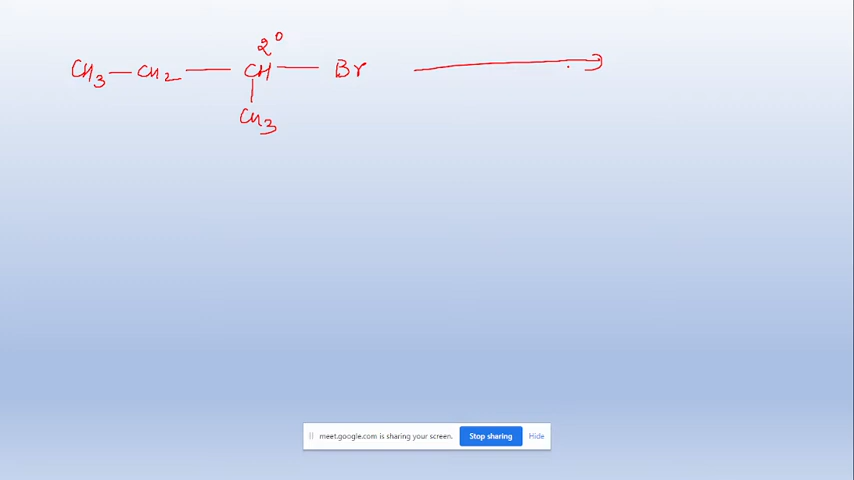 2°
CH3—CH2—CH—Br
CH3
meet.google.com is sharing your screen. Stop sharing Hide